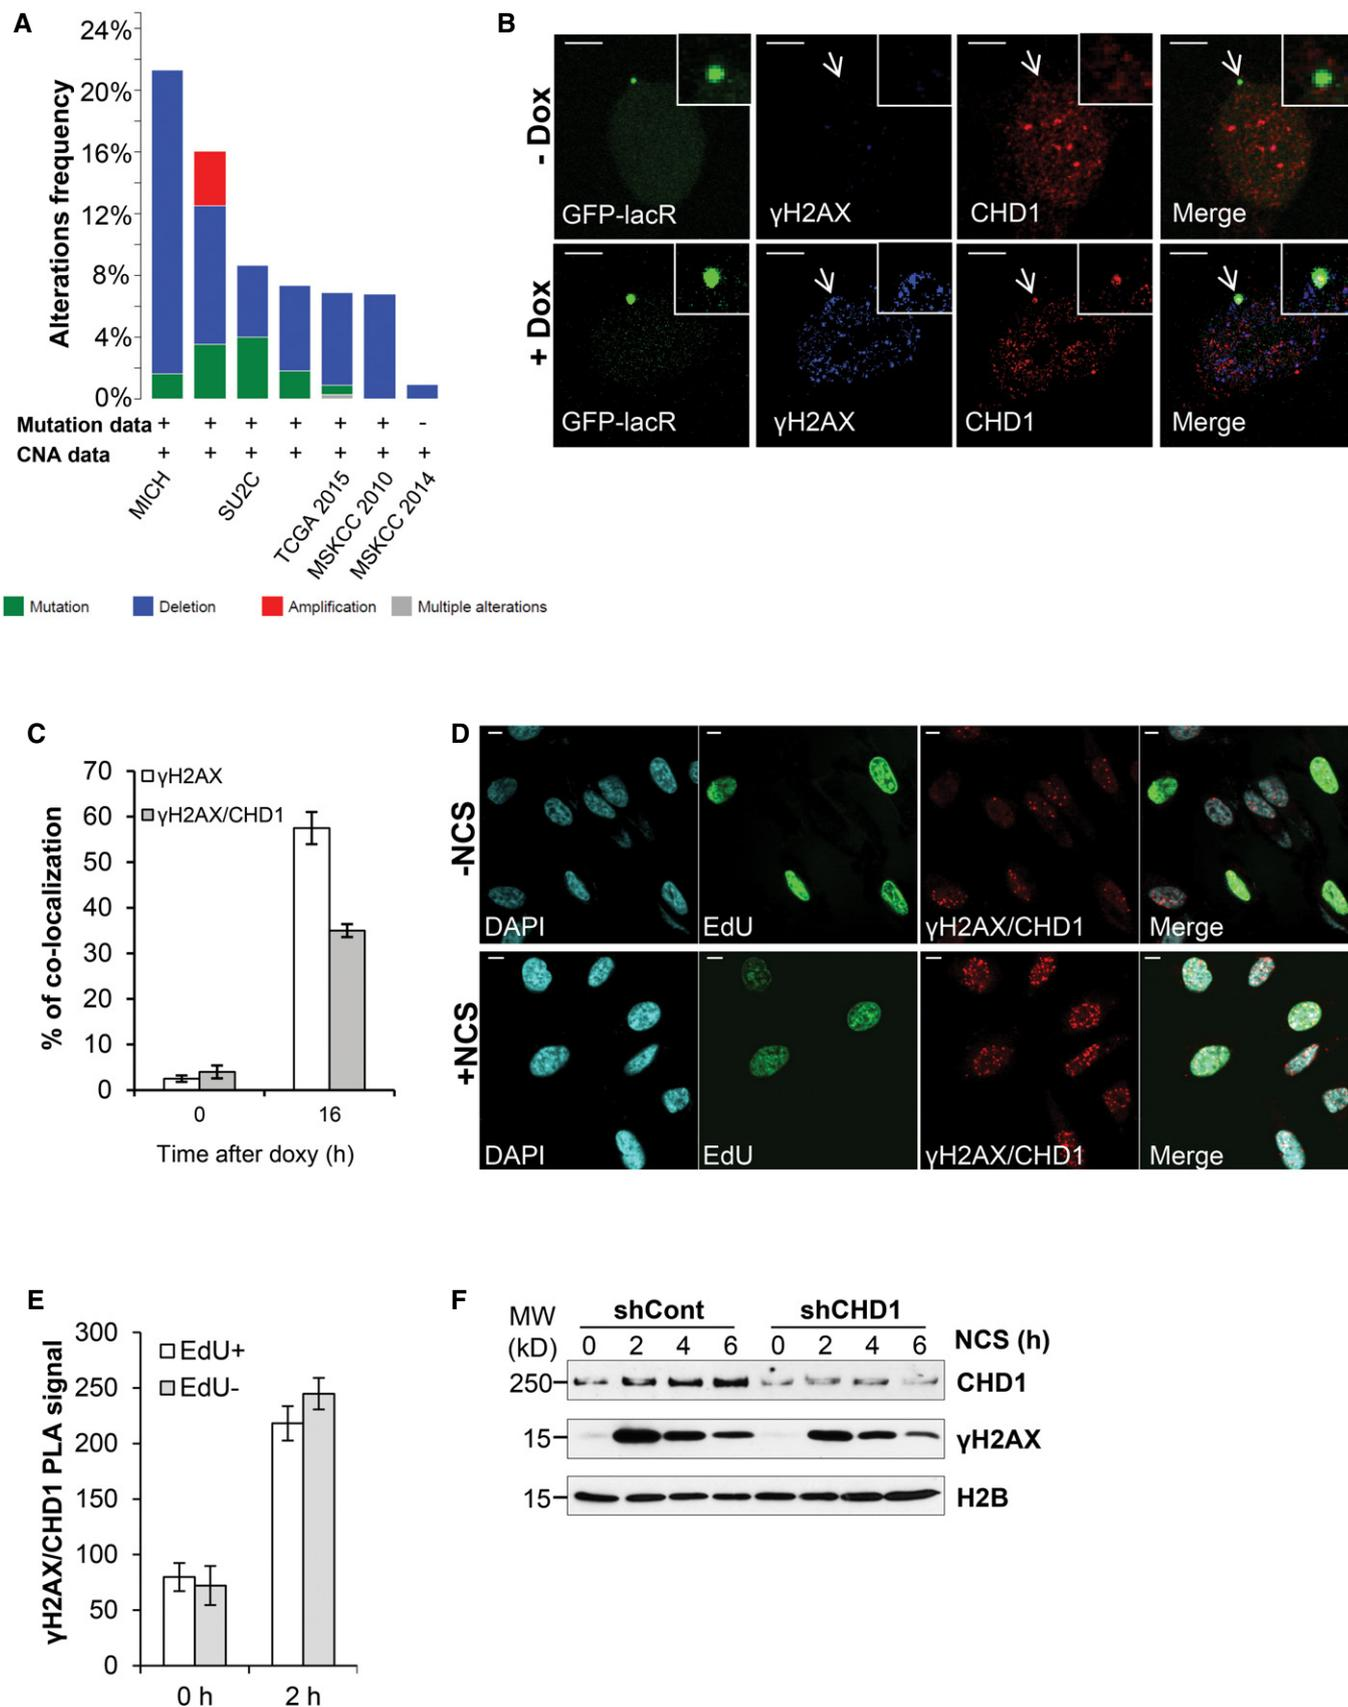 A
Alterations frequency
24%
20%
16%
12%
8%
4%
0%
Mutation data + + + + + + -
CNA data + + + + + + +
MICH
SU2C
TCGA 2015
MSKCC 2010
MSKCC 2014
Mutation Deletion Amplification Multiple alterations
B
- Dox
GFP-lacR γH2AX CHD1 Merge
+ Dox
GFP-lacR γH2AX CHD1 Merge
C
% of co-localization
70
60
50
40
30
20
10
0
γH2AX
γH2AX/CHD1
0 16
Time after doxy (h)
D
-NCS
DAPI EdU γH2AX/CHD1 Merge
+NCS
DAPI EdU γH2AX/CHD1 Merge
E
γH2AX/CHD1 PLA signal
300
250
200
150
100
50
0
EdU+
EdU-
0 h 2 h
F
MW
(kD)
shCont shCHD1
0 2 4 6 0 2 4 6 NCS (h)
250 CHD1
15 γH2AX
15 H2B